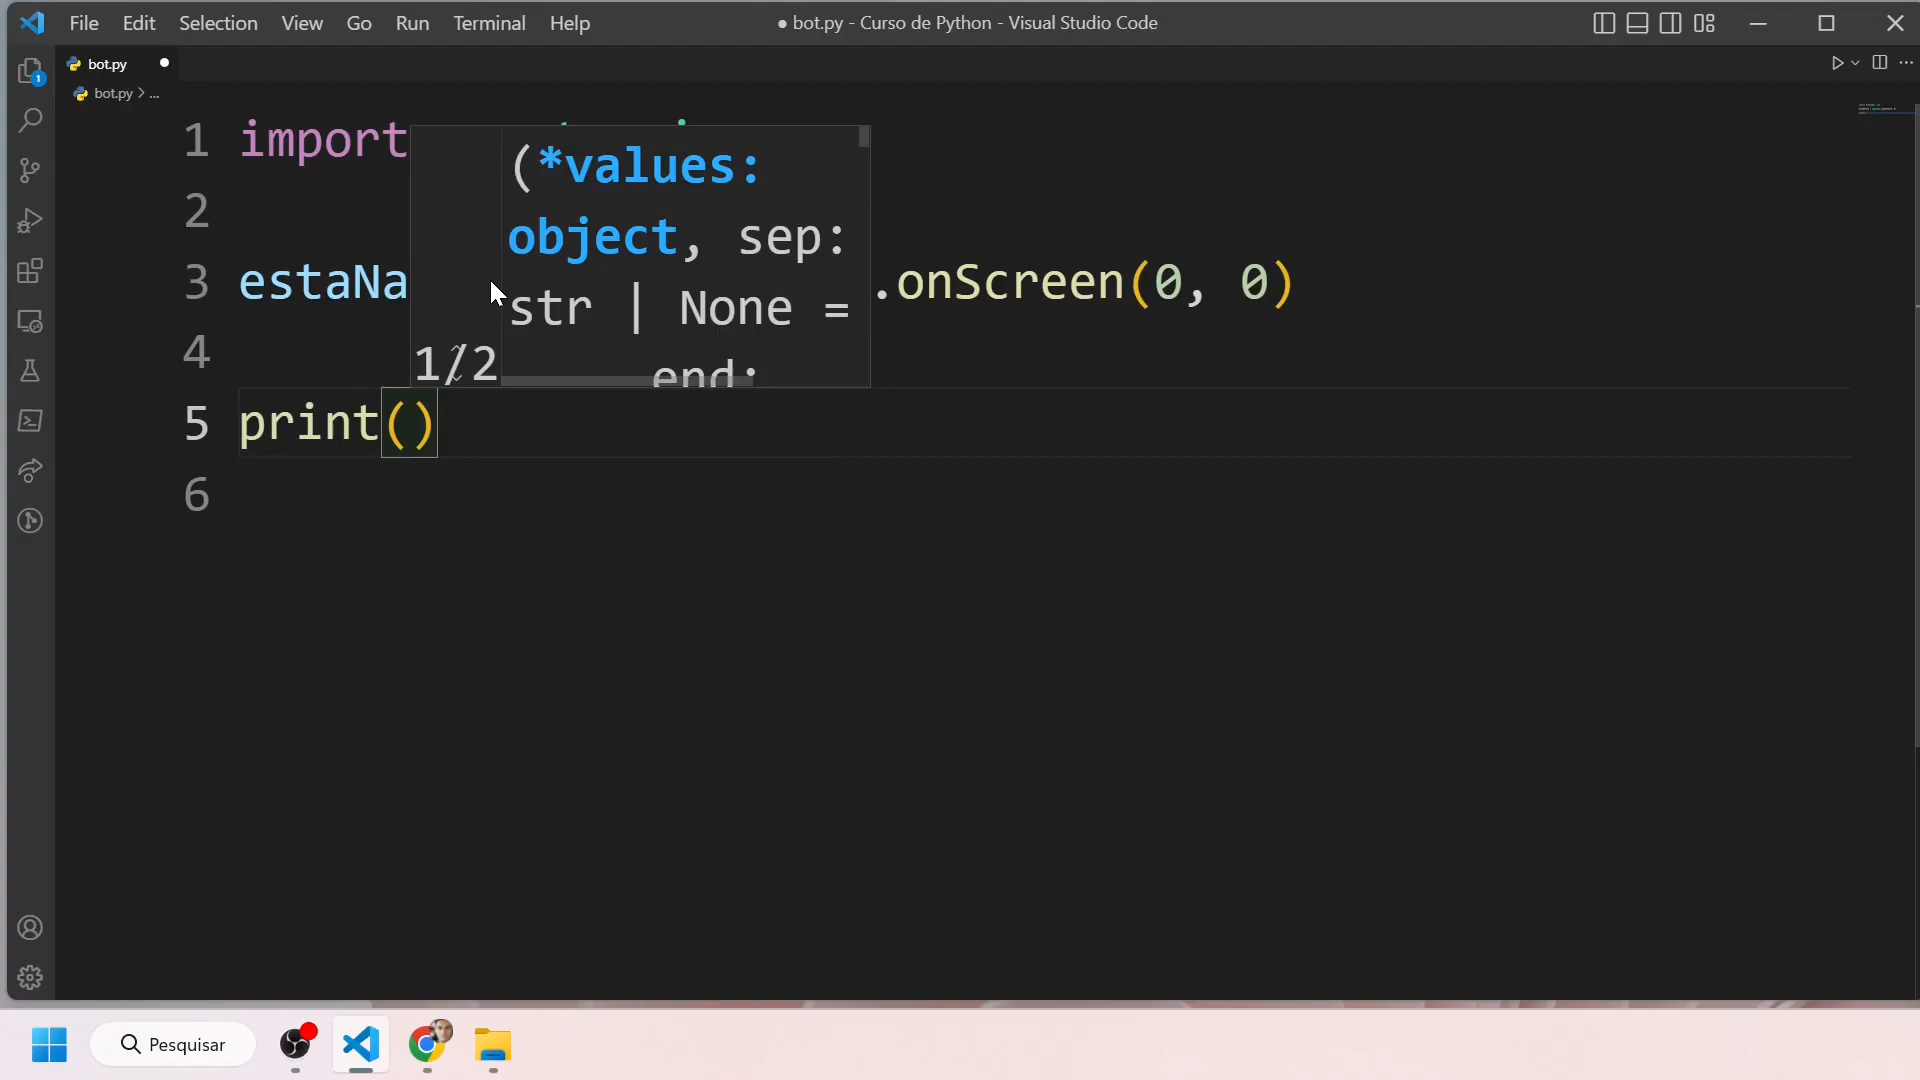 File Edit Selection View Go Run Terminal Help
● bot.py - Curso de Python - Visual Studio Code
bot.py
bot.py > ...
1
1 import
(*values:
2
object, sep:
3 estaNa .onScreen(0, 0)
str | None =
4
1/2
end:
5 print()
6
Pesquisar